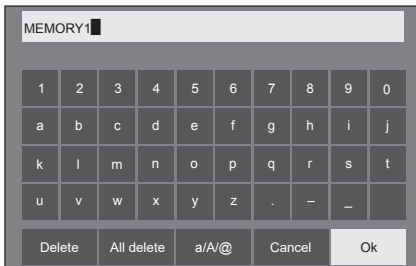 MEMORY1
1 2 3 4 5 6 7 8 9 0
a b c d e f g h i j
k l m n o p q r s t
u v w x y z . – _
Delete All delete a/A/@ Cancel Ok